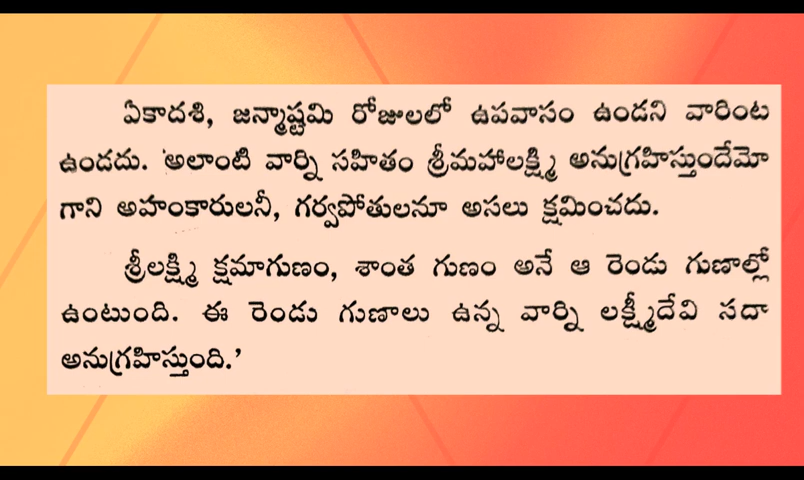 ఏకాదశి, జన్మాష్టమి రోజులలో ఉపవాసం ఉండని వారింట
ఉండదు. 'అలాంటి వార్ని సహితం శ్రీమహాలక్ష్మి అనుగ్రహిస్తుందేమో
గాని అహంకారులనీ, గర్వపోతులనూ అసలు క్షమించదు.
శ్రీలక్ష్మి క్షమాగుణం, శాంత గుణం అనే ఆ రెండు గుణాల్లో
ఉంటుంది. ఈ రెండు గుణాలు ఉన్న వార్ని లక్ష్మీదేవి సదా
అనుగ్రహిస్తుంది.'